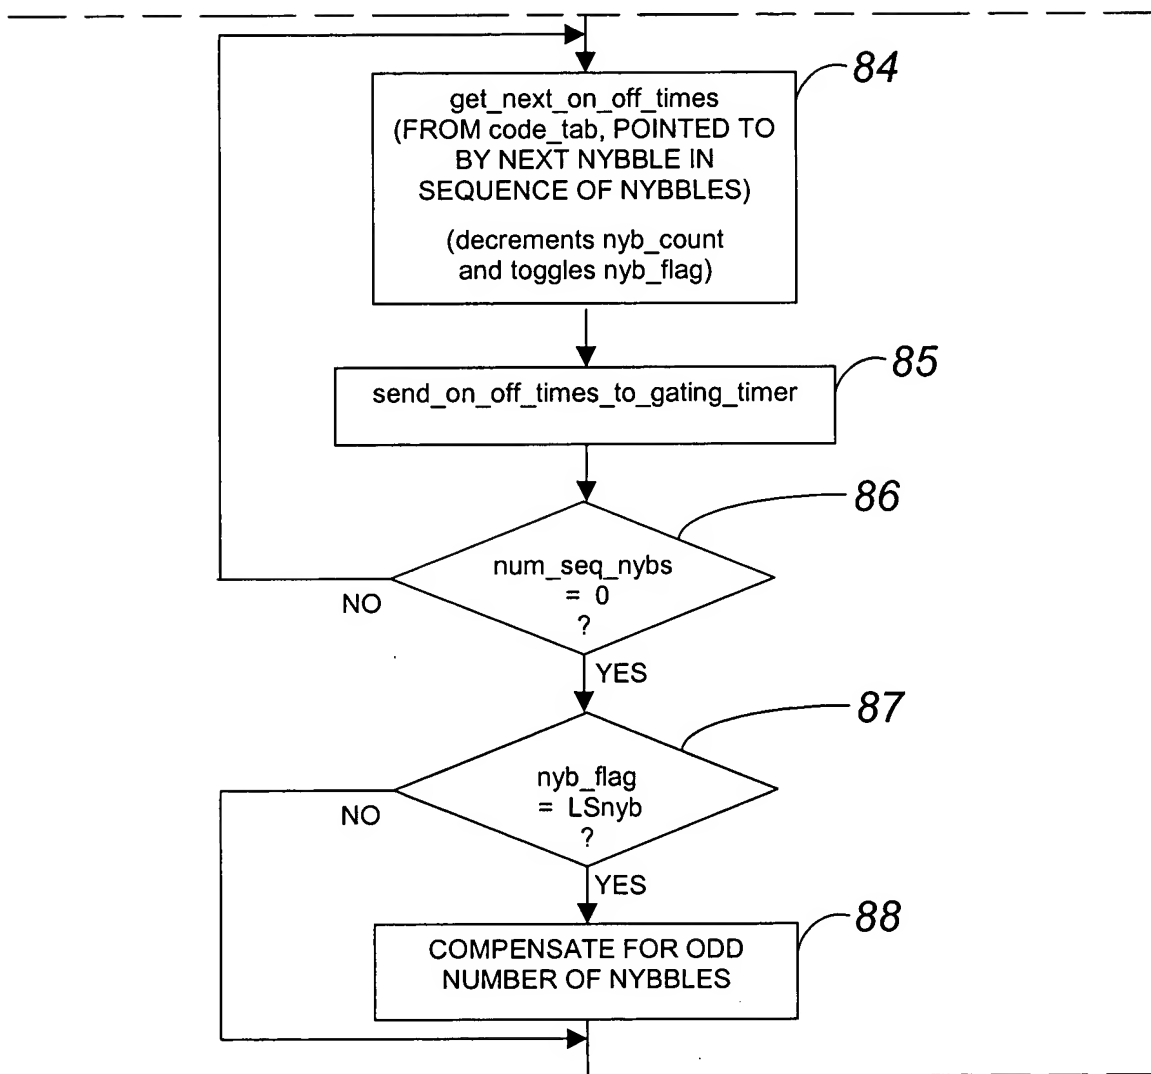 84
get_next_on_off_times
(FROM code_tab, POINTED TO
BY NEXT NYBBLE IN
SEQUENCE OF NYBBLES)
(decrements nyb_count
and toggles nyb_flag)
85
send_on_off_times_to_gating_timer
86
num_seq_nybs
= 0
?
NO
YES
87
nyb_flag
= LSnyb
?
NO
YES
88
COMPENSATE FOR ODD
NUMBER OF NYBBLES